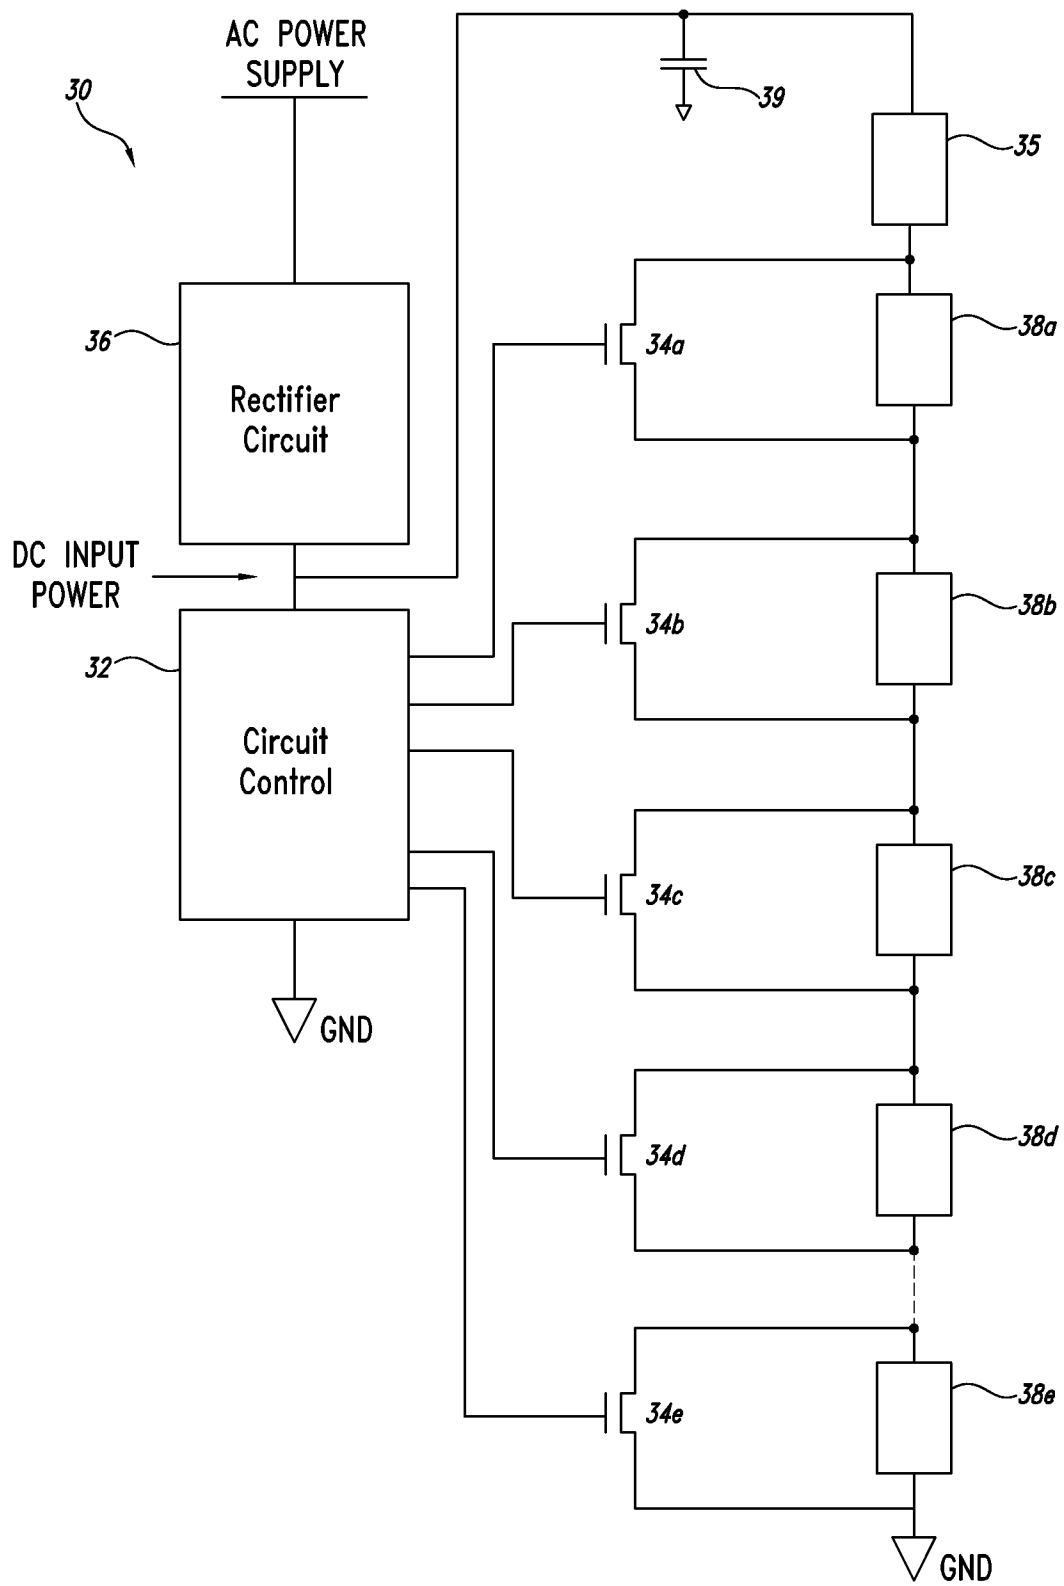 AC POWER
SUPPLY
30
39
35
36
Rectifier
Circuit
34a
38a
DC INPUT
POWER
34b
38b
32
Circuit
Control
34c
38c
GND
34d
38d
34e
38e
GND